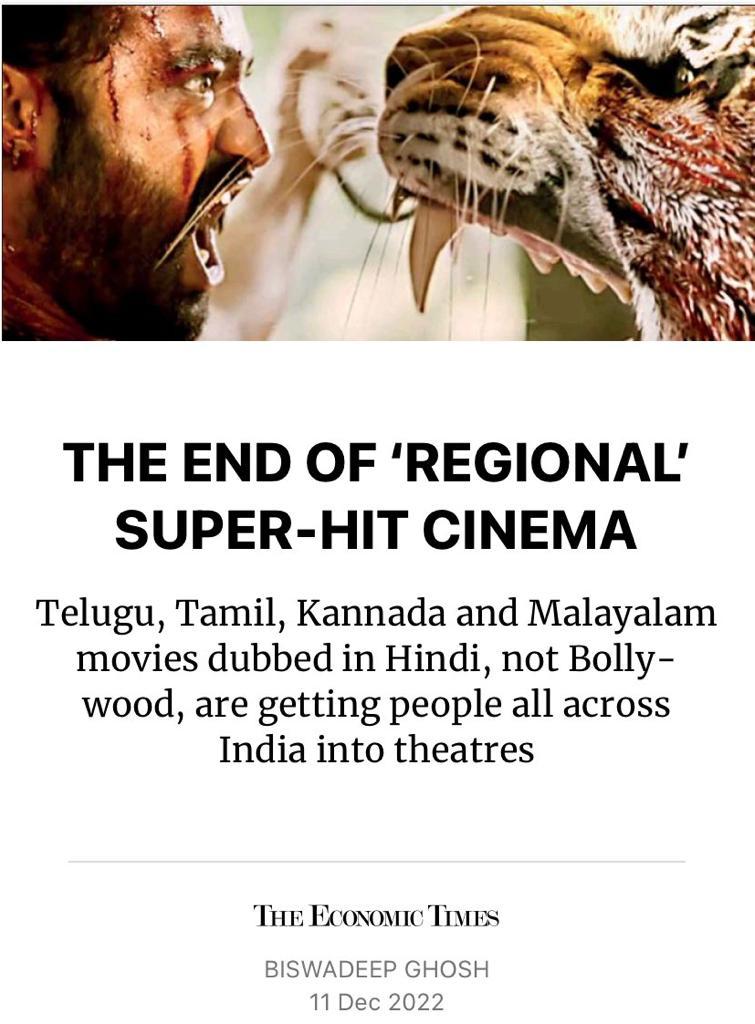 THE END OF ‘REGIONAL’
SUPER-HIT CINEMA
Telugu, Tamil, Kannada and Malayalam
movies dubbed in Hindi, not Bolly-
wood, are getting people all across
India into theatres
THE ECONOMIC TIMES
BISWADEEP GHOSH
11 Dec 2022